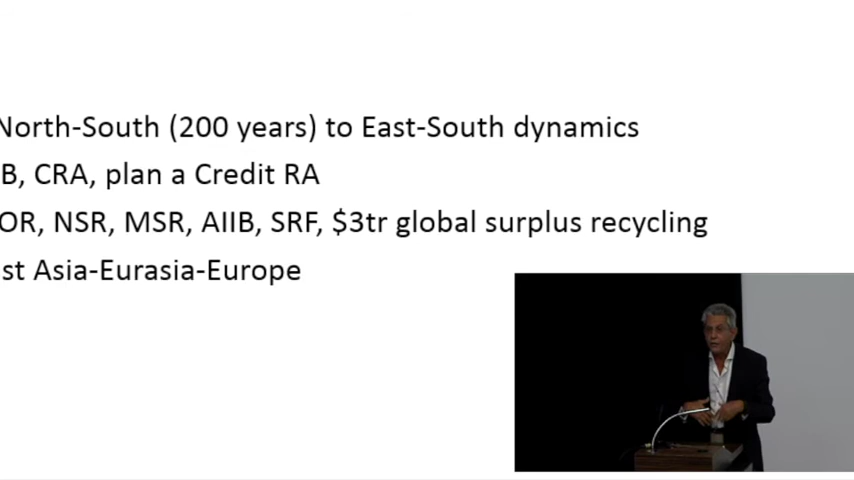 North-South (200 years) to East-South dynamics
B, CRA, plan a Credit RA
OR, NSR, MSR, AIIB, SRF, $3tr global surplus recycling
st Asia-Eurasia-Europe